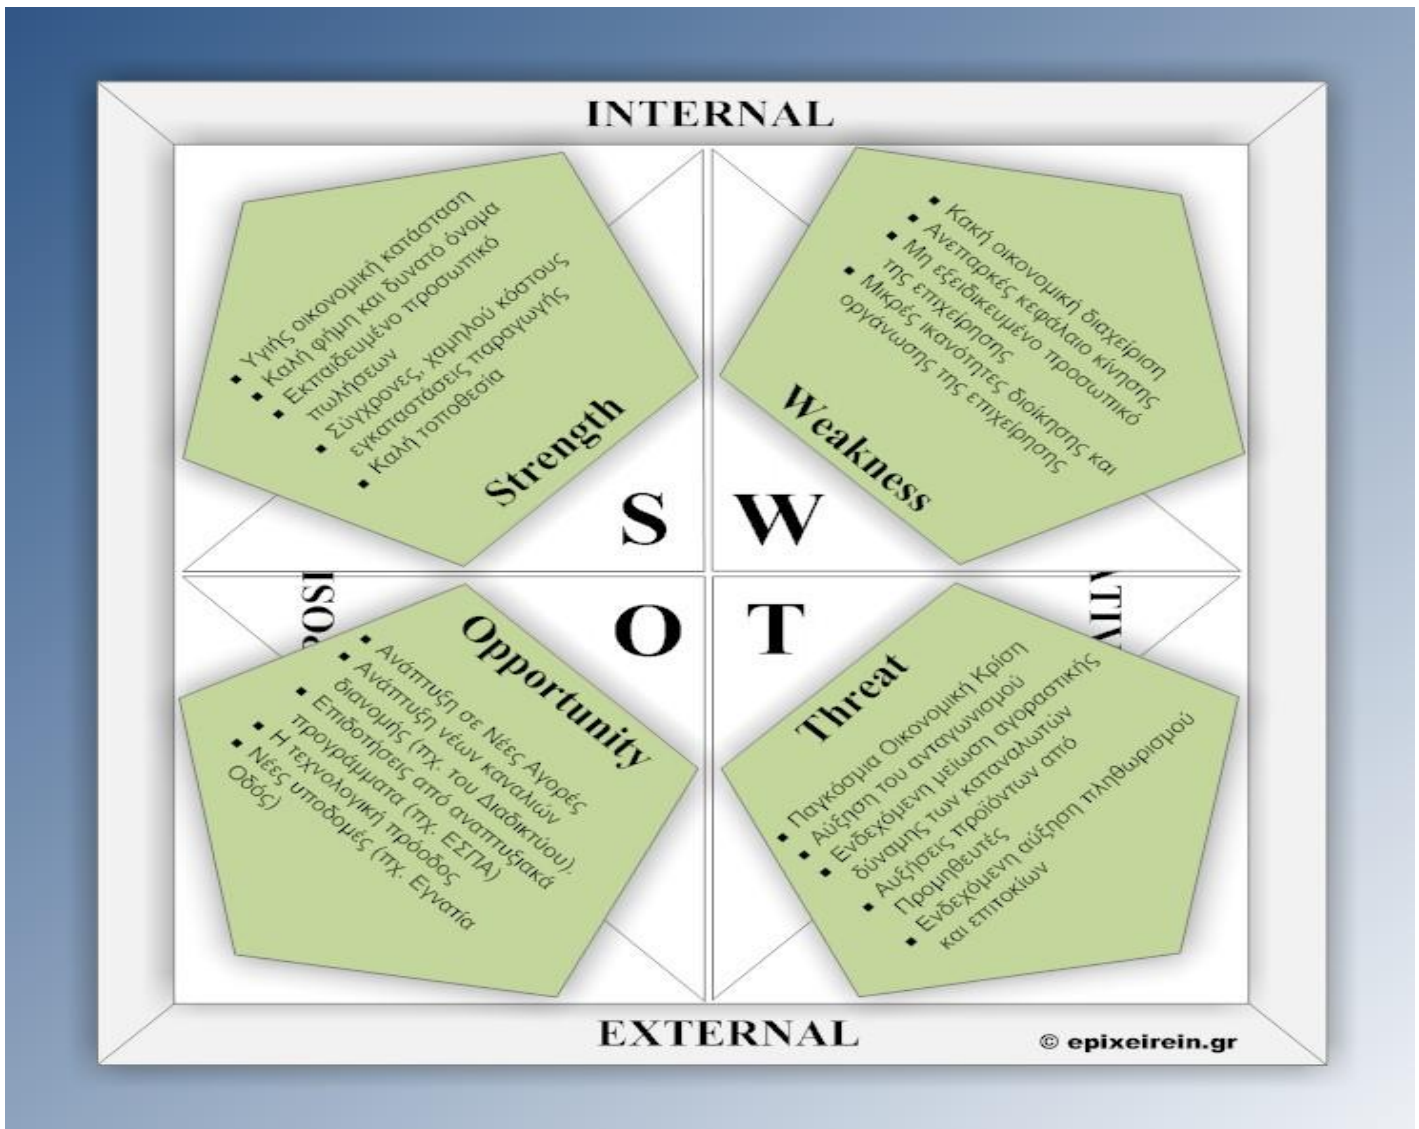 INTERNAL
▪ Υγιής οικονομική κατάσταση
▪ Καλή φήμη και δυνατό όνομα
▪ Εκπαιδευμένο προσωπικό
πωλήσεων
▪ Σύγχρονες, χαμηλού κόστους
εγκαταστάσεις παραγωγής
▪ Καλή τοποθεσία
Strength
S
▪ Κακή οικονομική διαχείριση
▪ Ανεπαρκές κεφάλαιο κίνησης
▪ Μη εξειδικευμένο προσωπικό
της επιχείρησης
▪ Μικρές ικανότητες διοίκησης και
οργάνωσης της επιχείρησης
Weakness
W
POSI
O
Opportunity
▪ Ανάπτυξη σε Νέες Αγορές
▪ Ανάπτυξη νέων καναλιών
διανομής (πχ. του Διαδικτύου).
▪ Επιδοτήσεις από αναπτυξιακά
προγράμματα (πχ. ΕΣΠΑ)
▪ Η τεχνολογική πρόοδος
▪ Νέες υποδομές (πχ. Εγνατία
Οδός)
T
ATIV
Threat
▪ Παγκόσμια Οικονομική Κρίση
▪ Αύξηση του ανταγωνισμού
▪ Ενδεχόμενη μείωση αγοραστικής
δύναμης των καταναλωτών
▪ Αυξήσεις προϊόντων από
Προμηθευτές
▪ Ενδεχόμενη αύξηση πληθωρισμού
και επιτοκίων
EXTERNAL
© epixeirein.gr